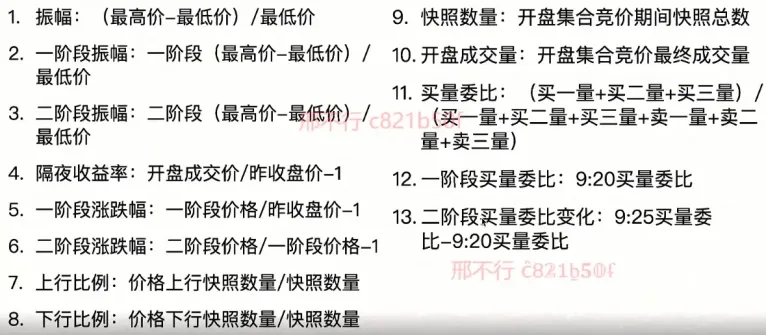 1. 振幅：（最高价-最低价）/最低价
2. 一阶段振幅：一阶段（最高价-最低价）/
最低价
3. 二阶段振幅：二阶段（最高价-最低价）/
最低价
4. 隔夜收益率：开盘成交价/昨收盘价-1
5. 一阶段涨跌幅：一阶段价格/昨收盘价-1
6. 二阶段涨跌幅：二阶段价格/一阶段价格-1
7. 上行比例：价格上行快照数量/快照数量
8. 下行比例：价格下行快照数量/快照数量
9. 快照数量：开盘集合竞价期间快照总数
10. 开盘成交量：开盘集合竞价最终成交量
11. 买量委比：（买一量+买二量+买三量）/
（买一量+买二量+买三量+卖一量+卖二
量+卖三量）
12. 一阶段买量委比：9:20买量委比
13. 二阶段买量委比变化：9:25买量委
比-9:20买量委比
邢不行 c821b50f
邢不行 c821b50f